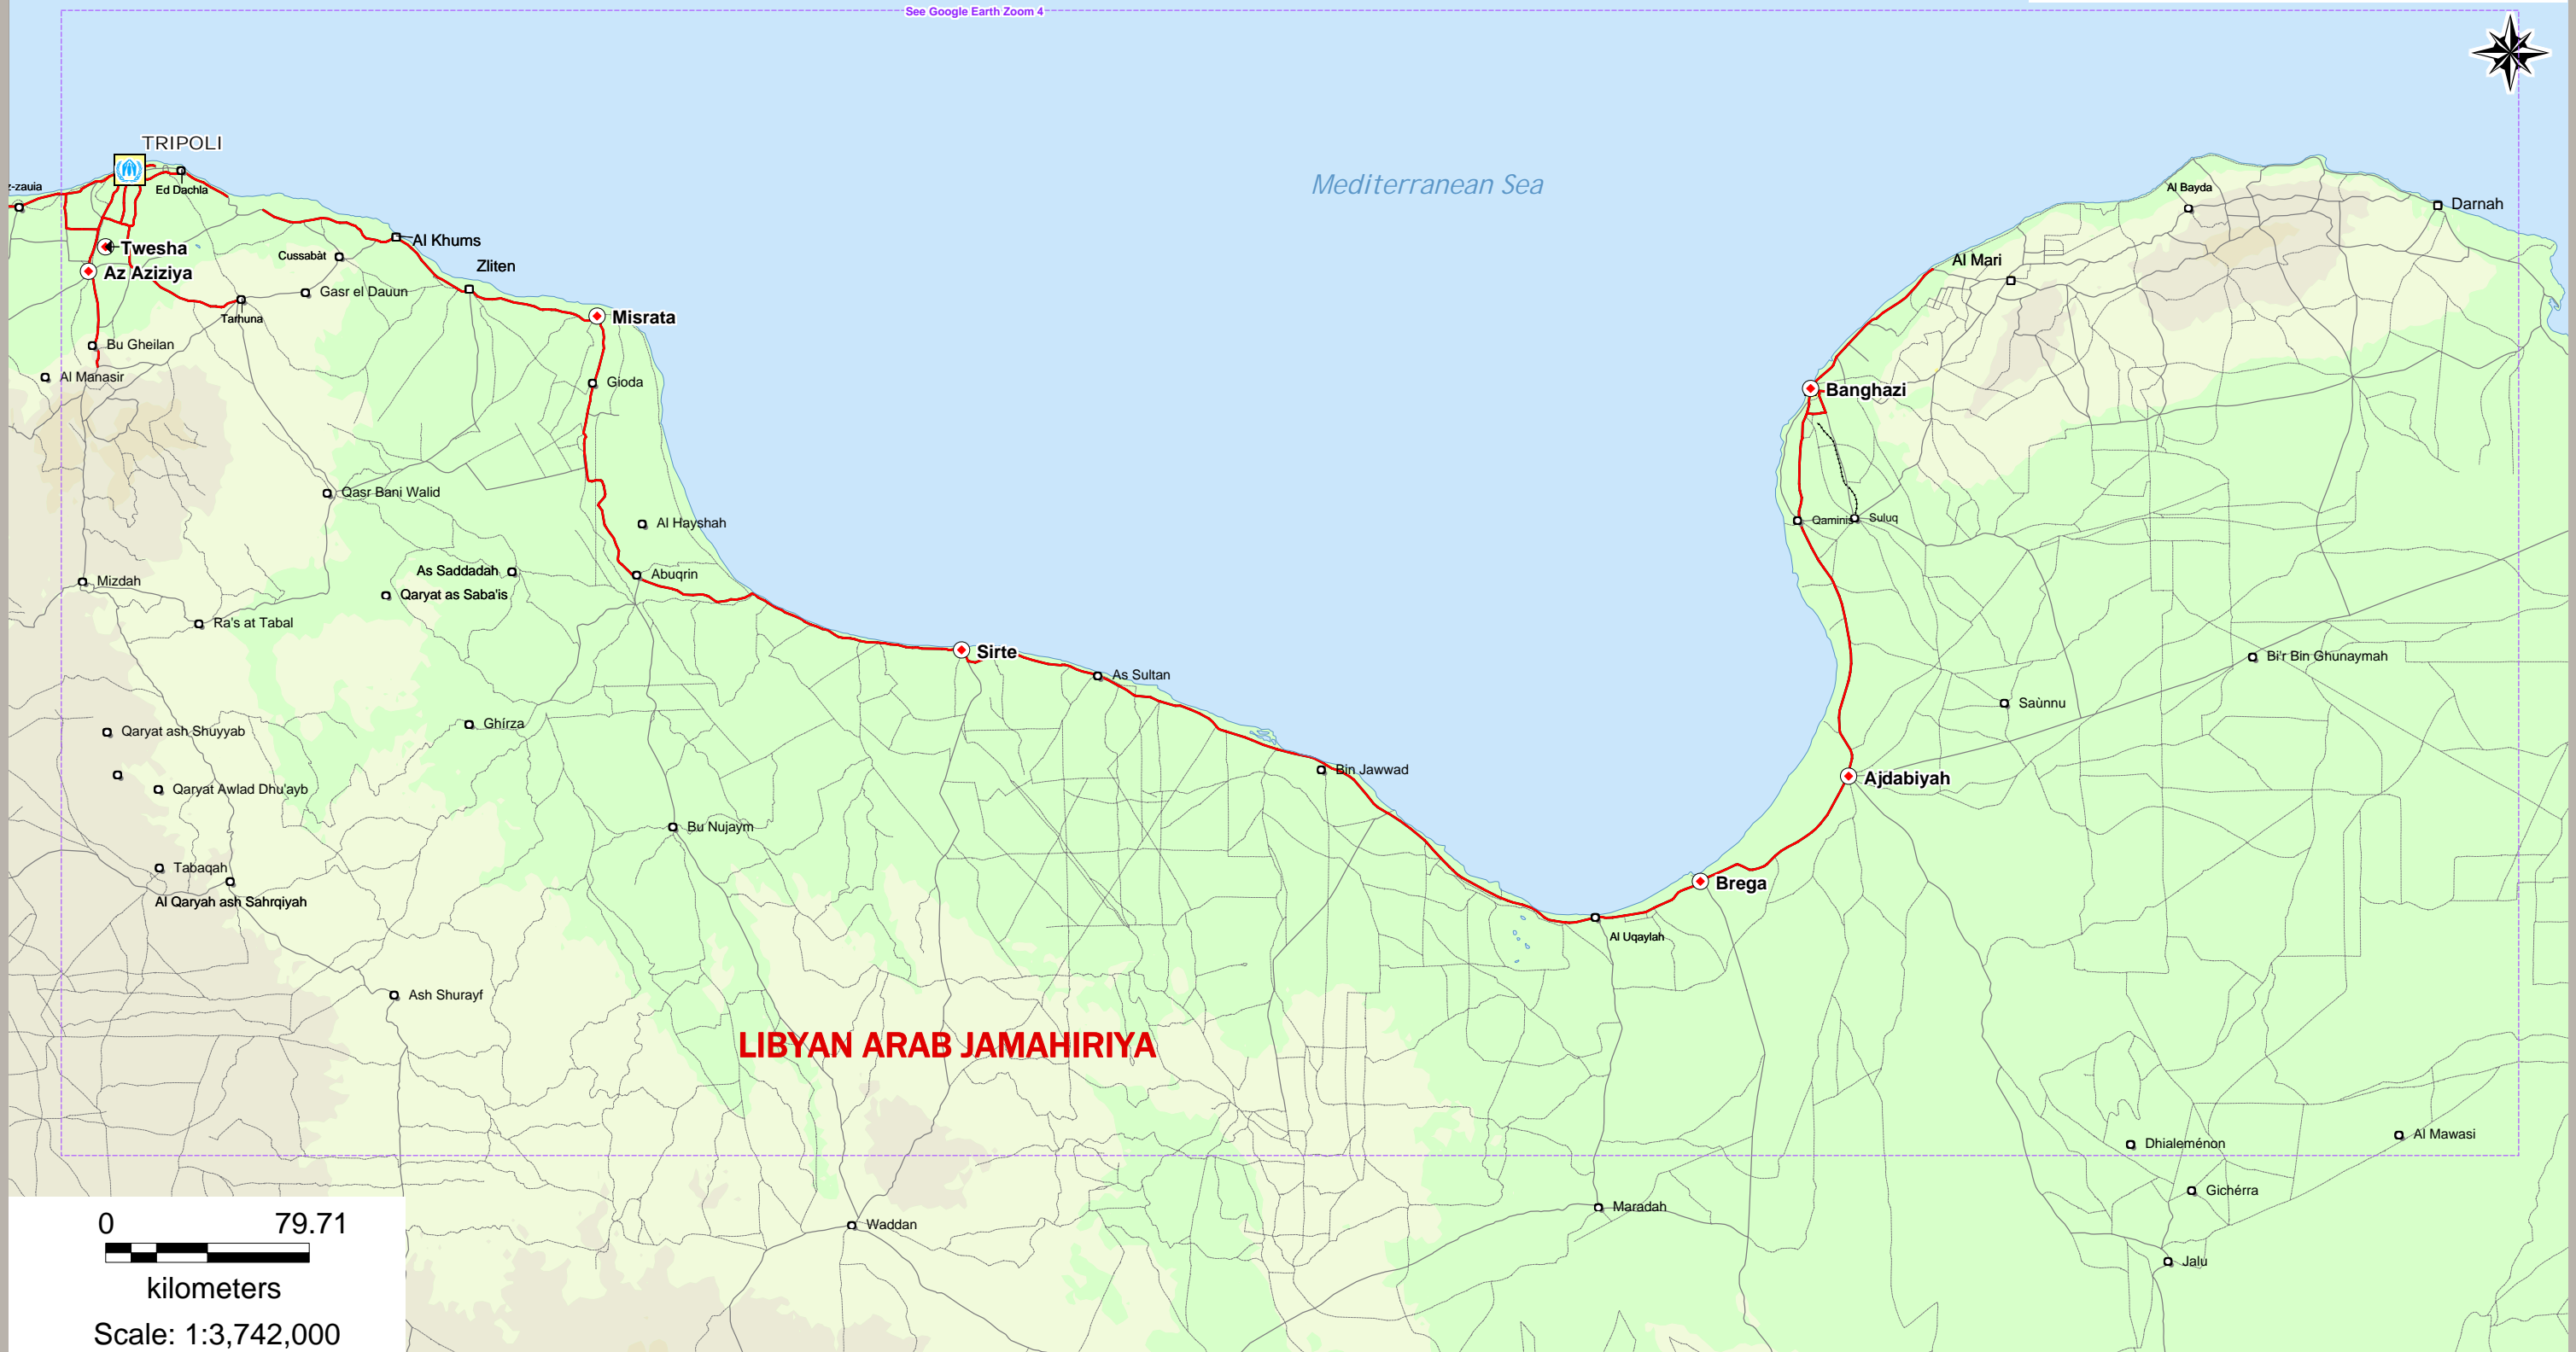 See Google Earth Zoom 4
TRIPOLI
z-zauia
Ed Dachla
Mediterranean Sea
Al Bayda
Darnah
Twesha
Al Khums
Cussabàt
Az Aziziya
Zliten
Al Mari
Gasr el Dauun
Tarhuna
Misrata
Bu Gheilan
Al Manasir
Gioda
Banghazi
Qasr Bani Walid
Al Hayshah
Qaminis
Suluq
As Saddadah
Abuqrin
Mizdah
Qaryat as Saba'is
Ra's at Tabal
Sirte
Bi'r Bin Ghunaymah
As Sultan
Saùnnu
Ghírza
Qaryat ash Shuyyab
Bin Jawwad
Ajdabiyah
Qaryat Awlad Dhu'ayb
Bu Nujaym
Tabaqah
Brega
Al Qaryah ash Sahrqiyah
Al Uqaylah
Ash Shurayf
LIBYAN ARAB JAMAHIRIYA
Al Mawasi
Dhialeménon
Gichérra
Maradah
Waddan
Jalu
0 79.71
kilometers
Scale: 1:3,742,000